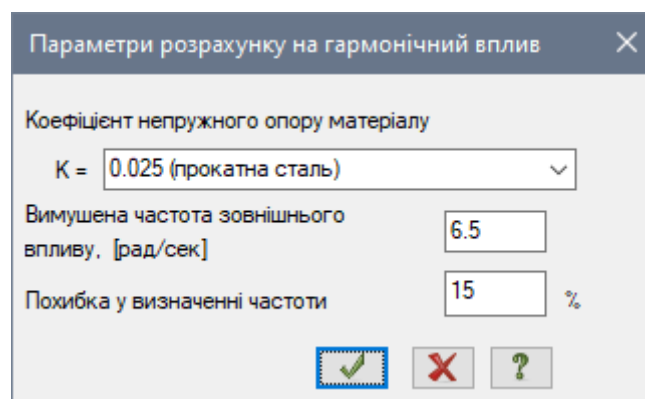 Параметри розрахунку на гармонічний вплив
Коефіцієнт непружного опору матеріалу
K = 0.025 (прокатна сталь)
Вимушена частота зовнішнього
впливу, [рад/сек] 6.5
Похибка у визначенні частоти 15 %